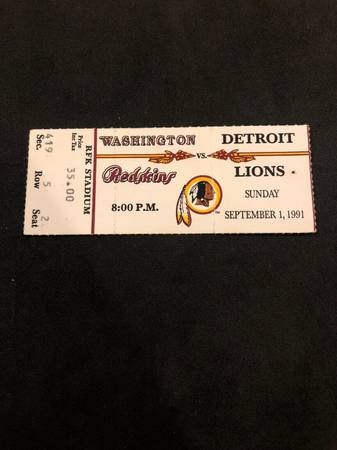 WASHINGTON
VS.
DETROIT
Redskins
LIONS
8:00 P.M.
SUNDAY
SEPTEMBER 1, 1991
RFK STADIUM
Price
Inc Tax
35.00
419 5 2
Sec. Row Seat